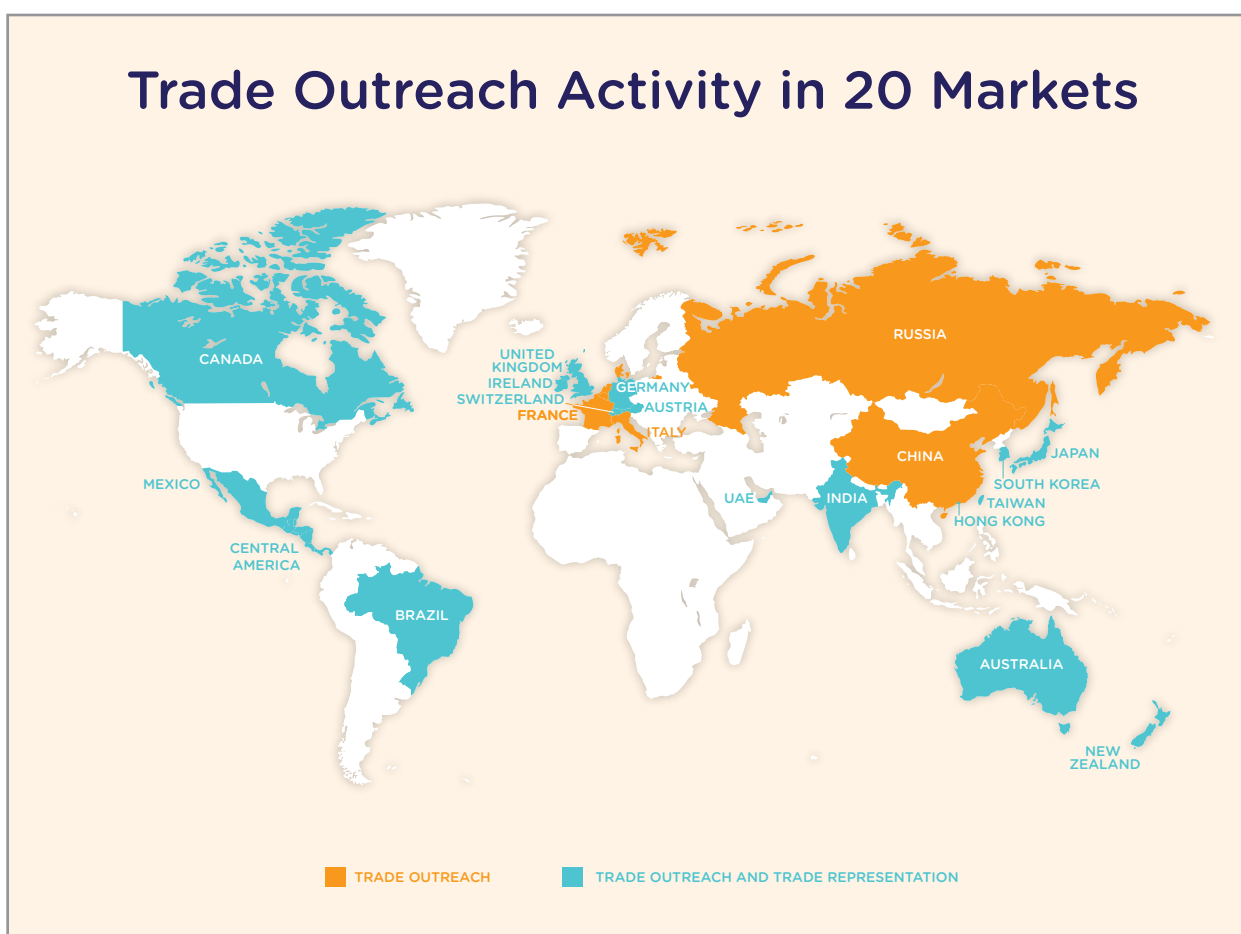 Trade Outreach Activity in 20 Markets
RUSSIA
CANADA
UNITED
KINGDOM
IRELAND
SWITZERLAND
FRANCE
GERMANY
AUSTRIA
ITALY
CHINA
JAPAN
SOUTH KOREA
TAIWAN
HONG KONG
MEXICO
UAE
INDIA
CENTRAL
AMERICA
BRAZIL
AUSTRALIA
NEW
ZEALAND
TRADE OUTREACH
TRADE OUTREACH AND TRADE REPRESENTATION